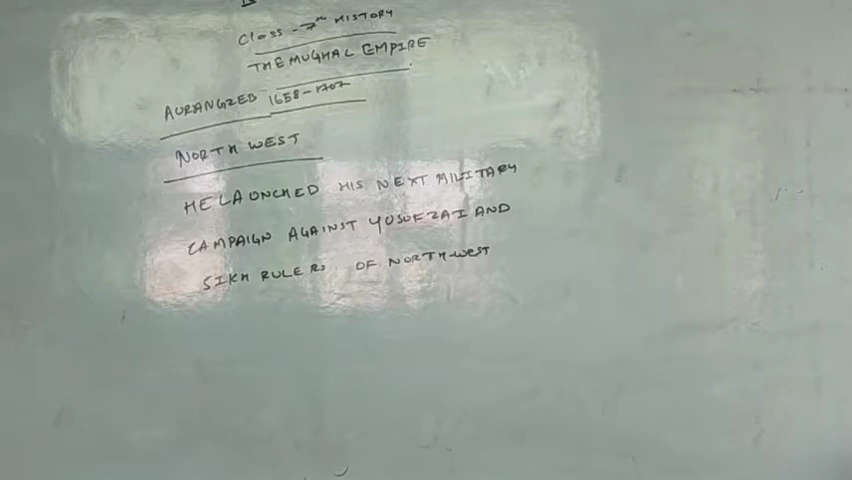 Class - 7th HISTORY
THE MUGHAL EMPIRE
AURANGZEB 1658-1707
NORTH WEST
HE LAUNCHED HIS NEXT MILITARY
CAMPAIGN AGAINST YUSUFZAI AND
SIKH RULERS OF NORTH-WEST